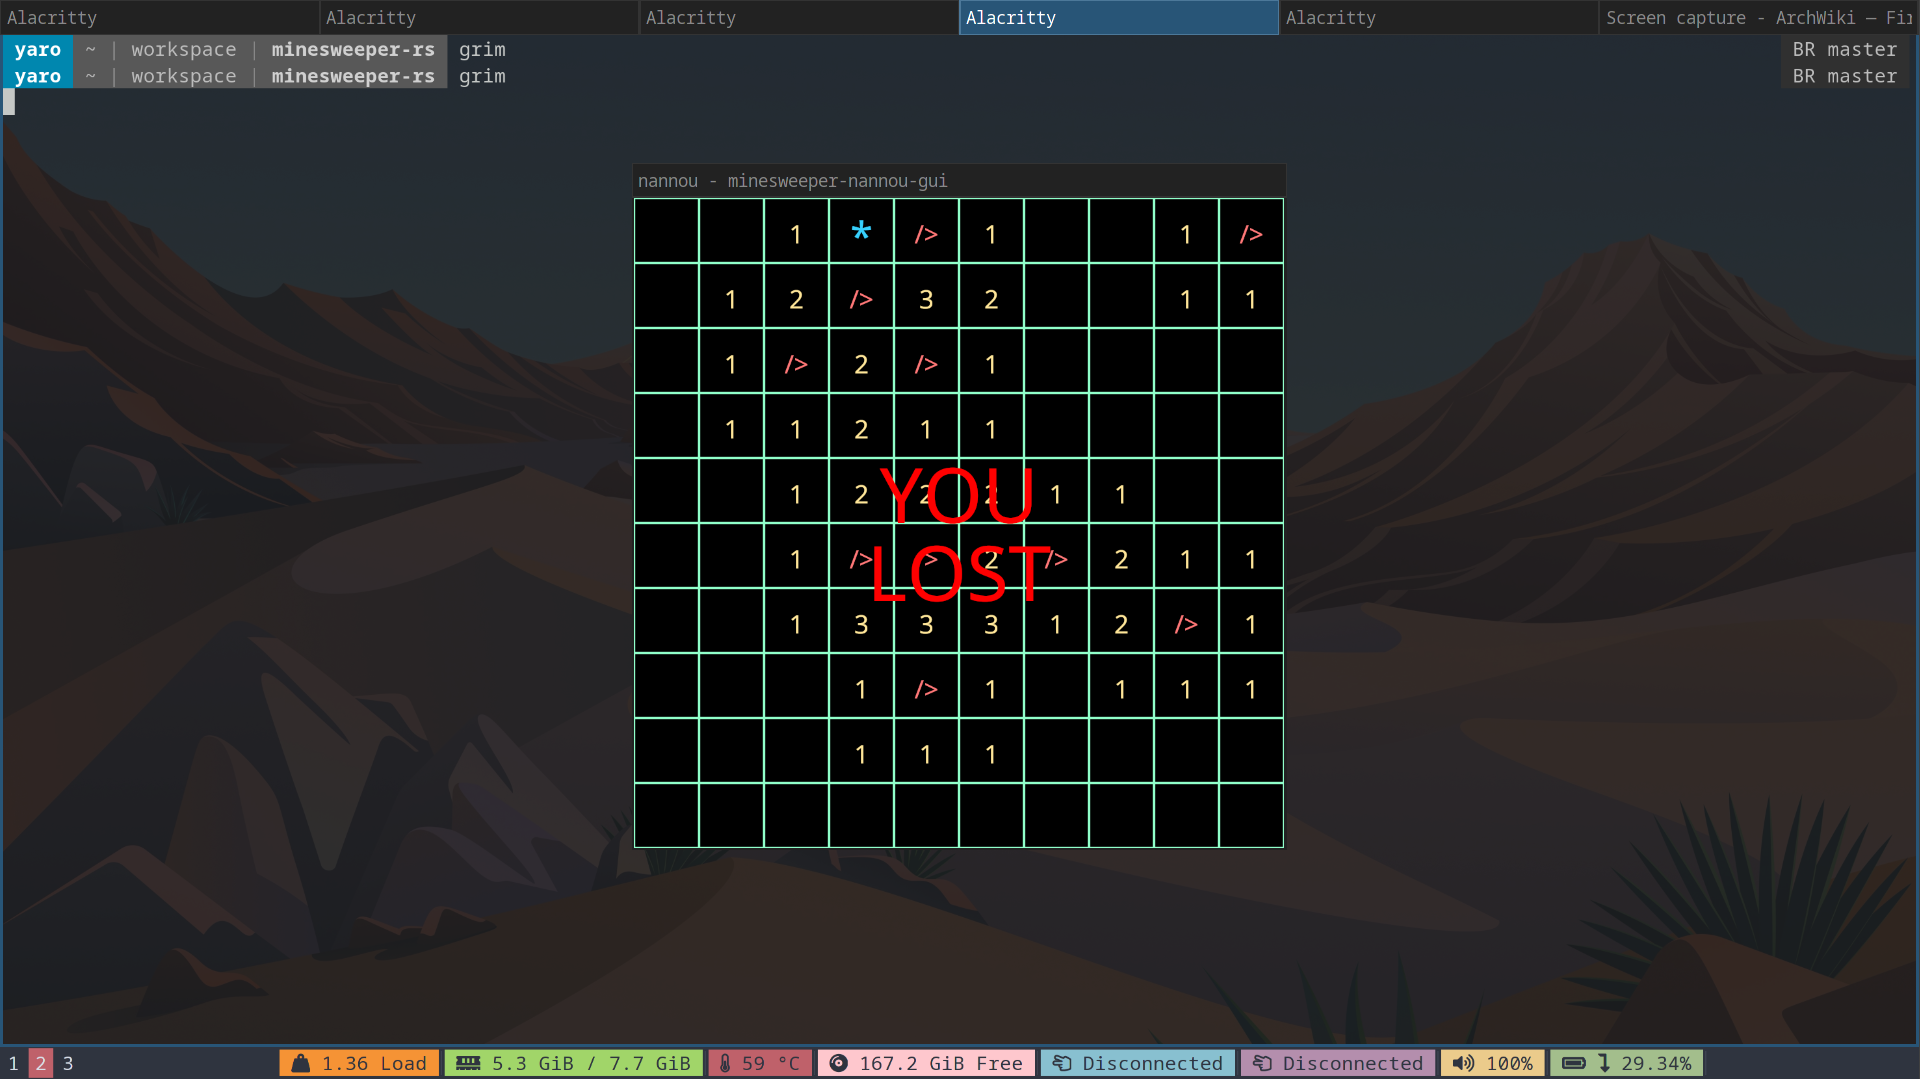 Alacritty Alacritty Alacritty Alacritty Alacritty Screen capture - ArchWiki — Fir
yaro ~ | workspace | minesweeper-rs grim BR master
yaro ~ | workspace | minesweeper-rs grim BR master
nannou - minesweeper-nannou-gui
1 * /> 1 1 />
1 2 /> 3 2 1 1
1 /> 2 /> 1
1 1 2 1 1
1 2 2 2 1 1
YOU
1 /> > 2 /> 2 1 1
LOST
1 3 3 3 1 2 /> 1
1 /> 1 1 1 1
1 1 1
1 2 3 1.36 Load 5.3 GiB / 7.7 GiB 59 °C 167.2 GiB Free Disconnected Disconnected 100% 29.34%